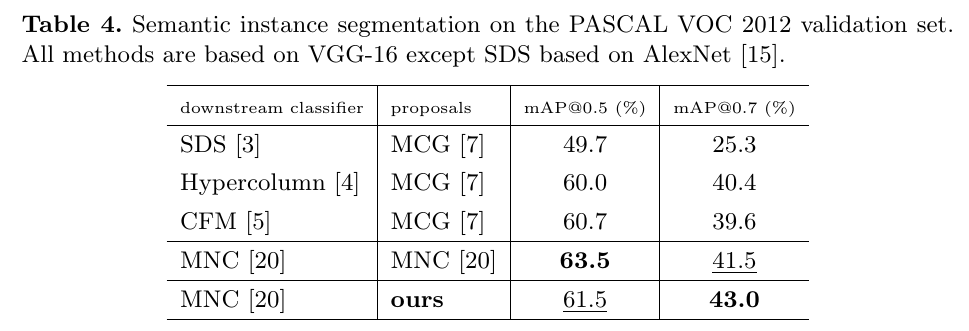 Table 4. Semantic instance segmentation on the PASCAL VOC 2012 validation set.
All methods are based on VGG-16 except SDS based on AlexNet [15].
downstream classifier proposals mAP@0.5 (%) mAP@0.7 (%)
SDS [3] MCG [7] 49.7 25.3
Hypercolumn [4] MCG [7] 60.0 40.4
CFM [5] MCG [7] 60.7 39.6
MNC [20] MNC [20] 63.5 41.5
MNC [20] ours 61.5 43.0